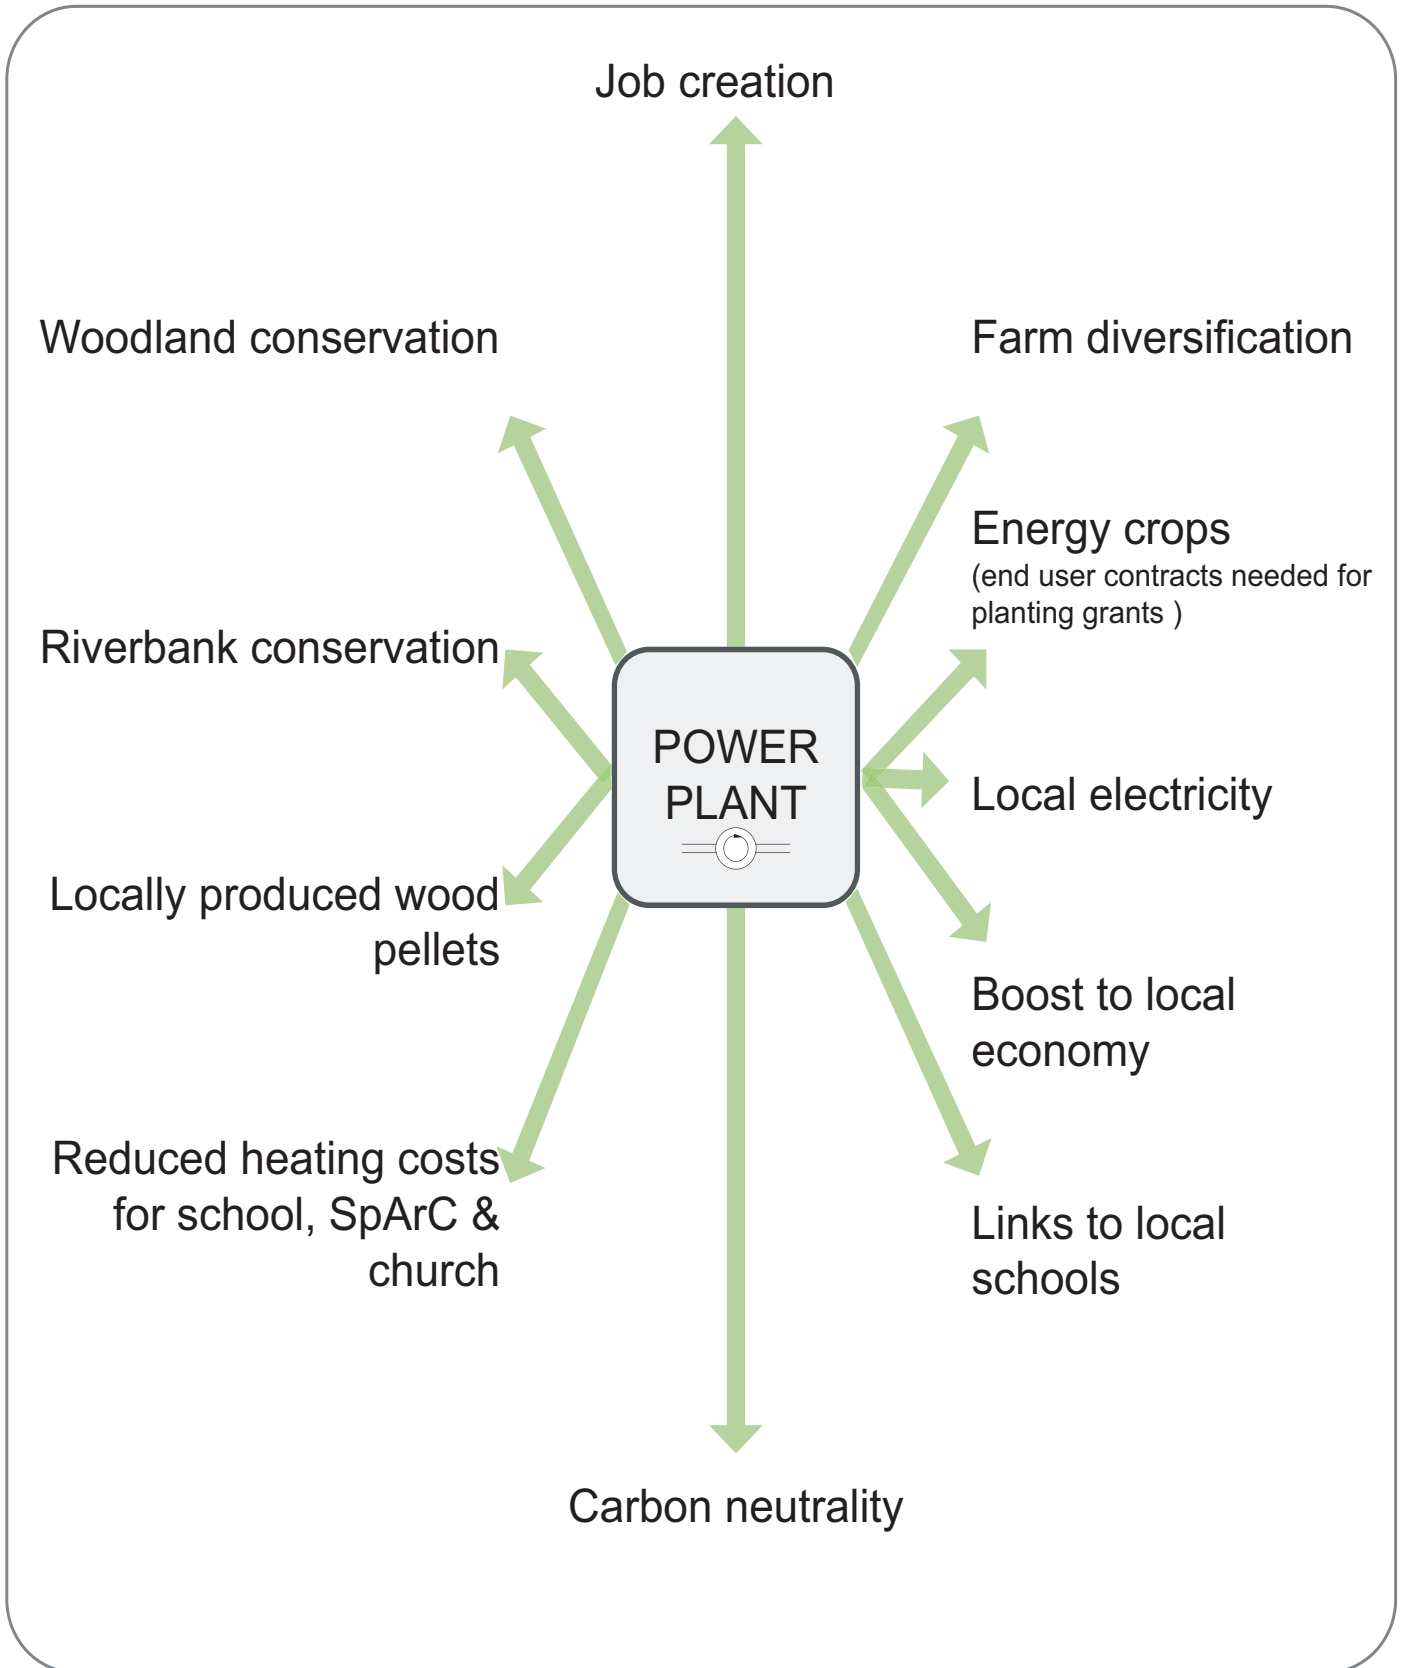 Job creation
Woodland conservation
Farm diversification
Energy crops
(end user contracts needed for
planting grants )
Riverbank conservation
POWER
PLANT
Local electricity
Locally produced wood
pellets
Boost to local
economy
Reduced heating costs
for school, SpArC &
church
Links to local
schools
Carbon neutrality